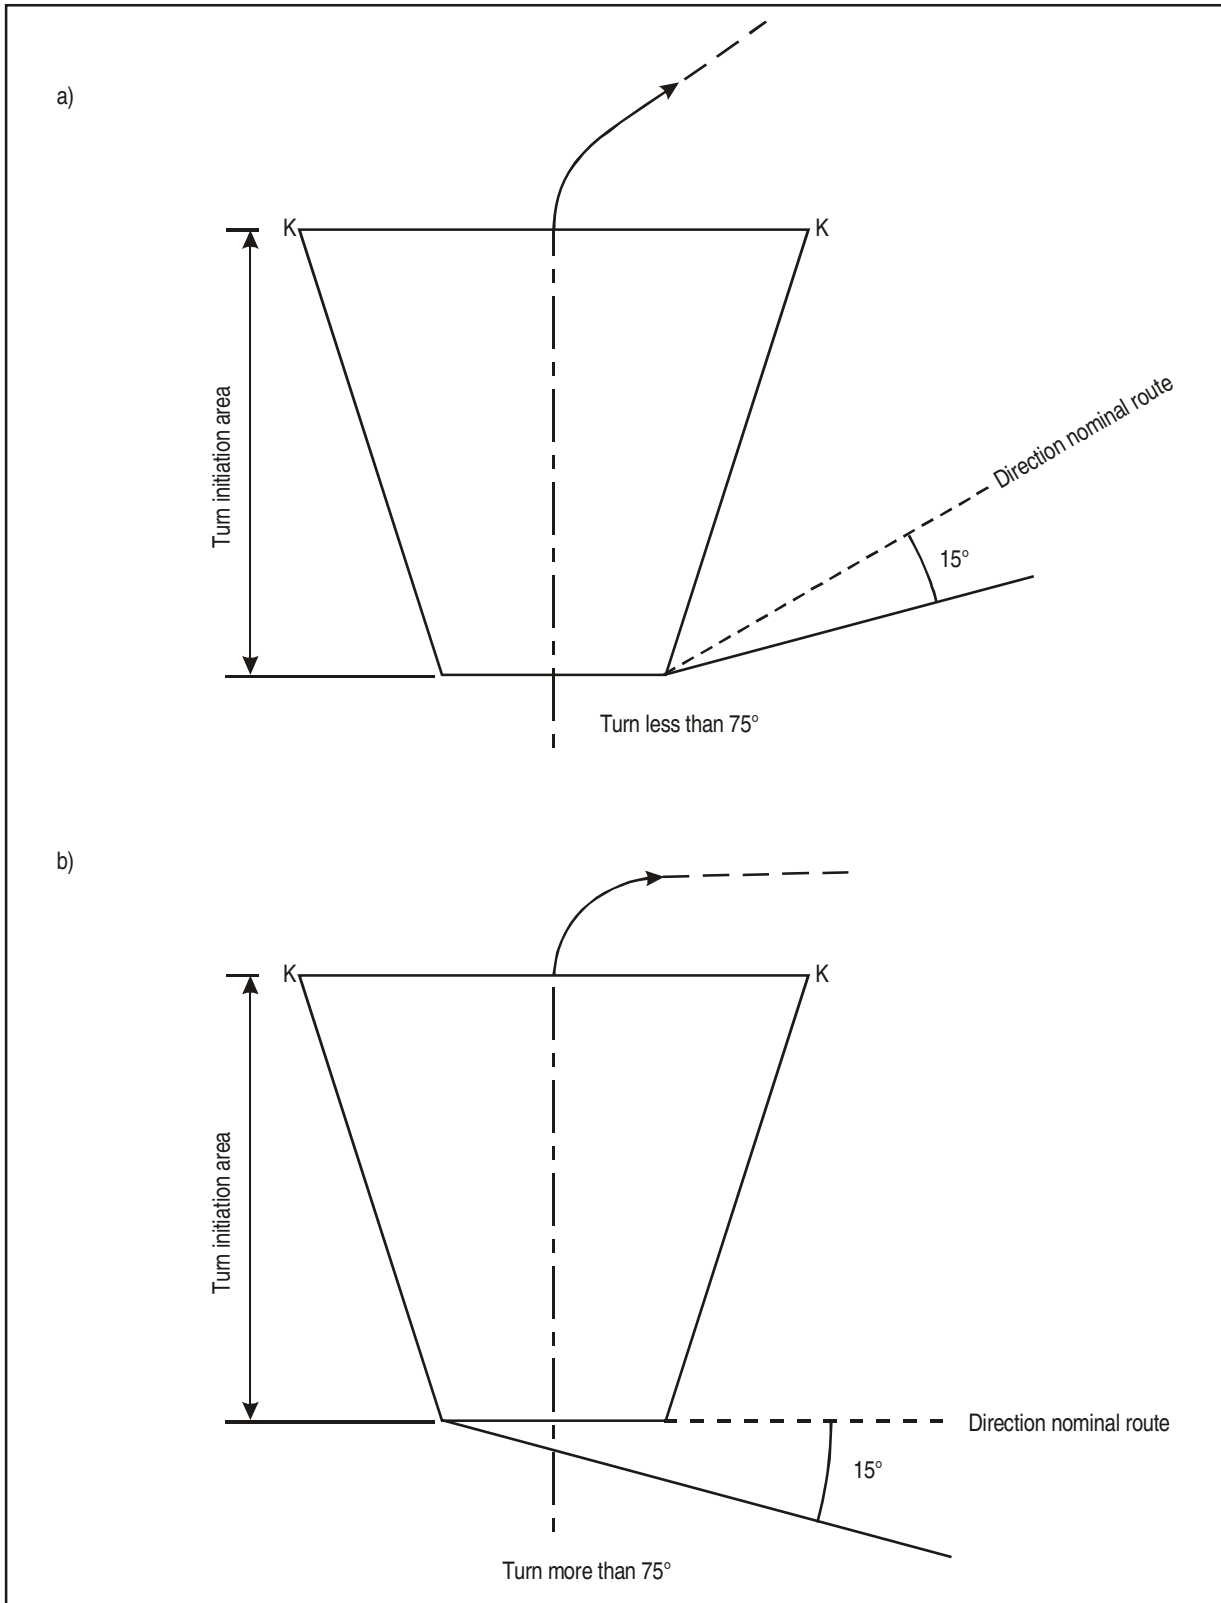 a)
K
K
Turn initiation area
Direction nominal route
15°
Turn less than 75°
b)
K
K
Turn initiation area
Direction nominal route
15°
Turn more than 75°